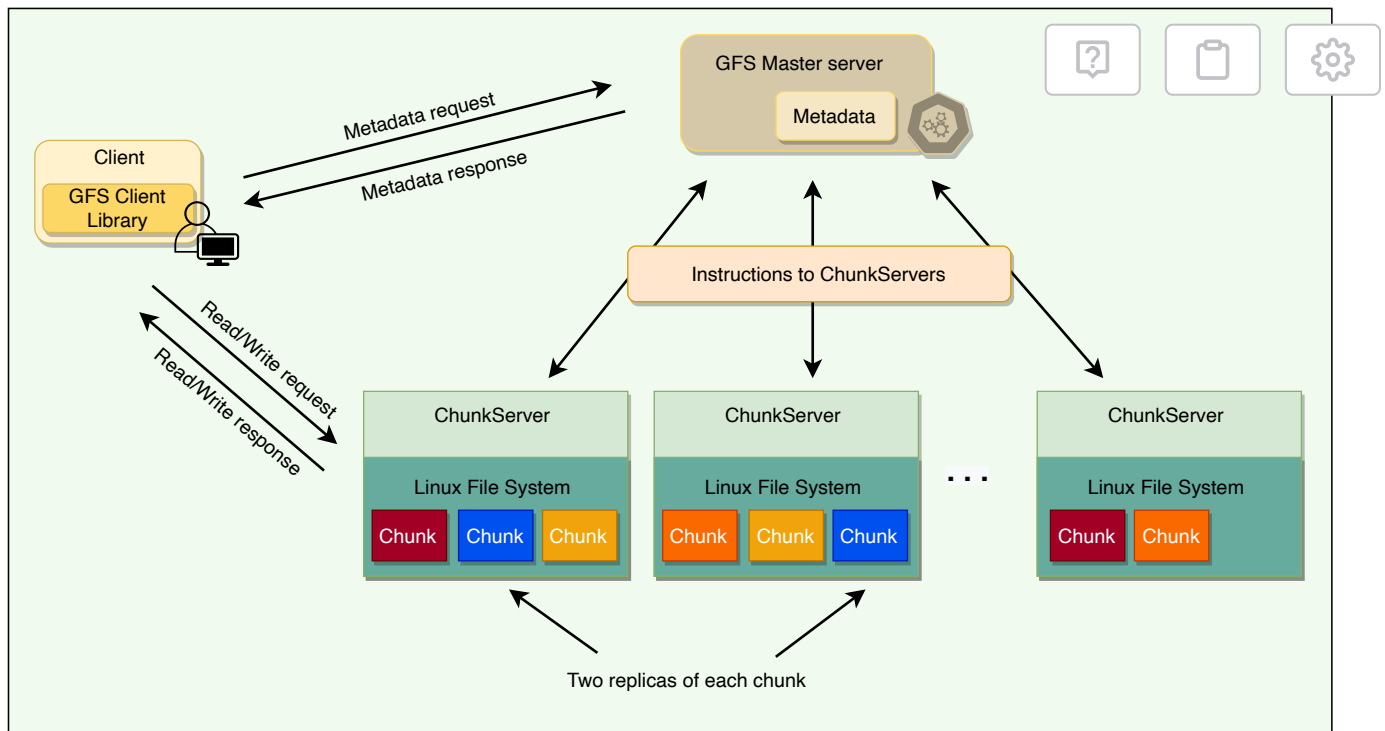 GFS Master server
Metadata
Metadata request
Metadata response
Client
GFS Client
Library
Instructions to ChunkServers
Read/Write request
Read/Write response
ChunkServer
Linux File System
Chunk
Chunk
Chunk
ChunkServer
Linux File System
Chunk
Chunk
Chunk
...
ChunkServer
Linux File System
Chunk
Chunk
Two replicas of each chunk
?